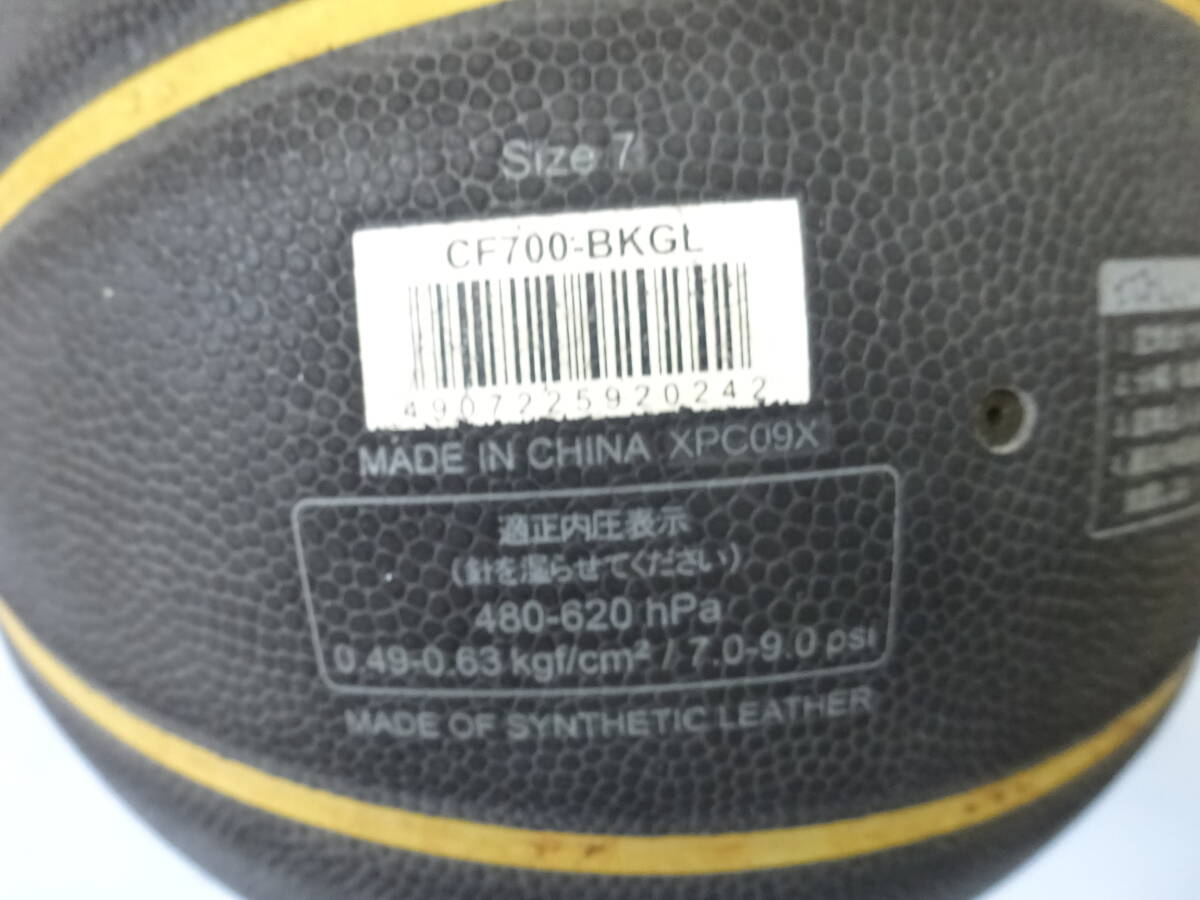 Size 7
CF700-BKGL
4907225920242
MADE IN CHINA XPC09X
適正内圧表示
(針を湿らせてください)
480-620 hPa
0.49-0.63 kgf/cm² / 7.0-9.0 psi
MADE OF SYNTHETIC LEATHER